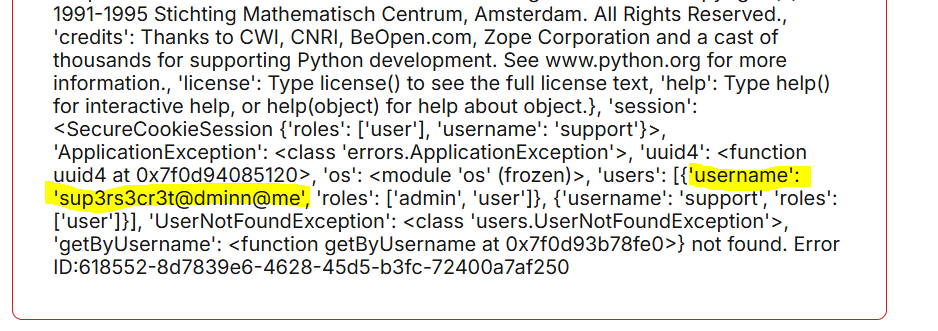 1991-1995 Stichting Mathematisch Centrum, Amsterdam. All Rights Reserved.,
'credits': Thanks to CWI, CNRI, BeOpen.com, Zope Corporation and a cast of
thousands for supporting Python development. See www.python.org for more
information., 'license': Type license() to see the full license text, 'help': Type help()
for interactive help, or help(object) for help about object.}, 'session':
<SecureCookieSession {'roles': ['user'], 'username': 'support'}>,
'ApplicationException': <class 'errors.ApplicationException'>, 'uuid4': <function
uuid4 at 0x7f0d94085120>, 'os': <module 'os' (frozen)>, 'users': [{'username':
'sup3rs3cr3t@dminn@me', 'roles': ['admin', 'user']}, {'username': 'support', 'roles':
['user']}], 'UserNotFoundException': <class 'users.UserNotFoundException'>,
'getByUsername': <function getByUsername at 0x7f0d93b78fe0>} not found. Error
ID:618552-8d7839e6-4628-45d5-b3fc-72400a7af250